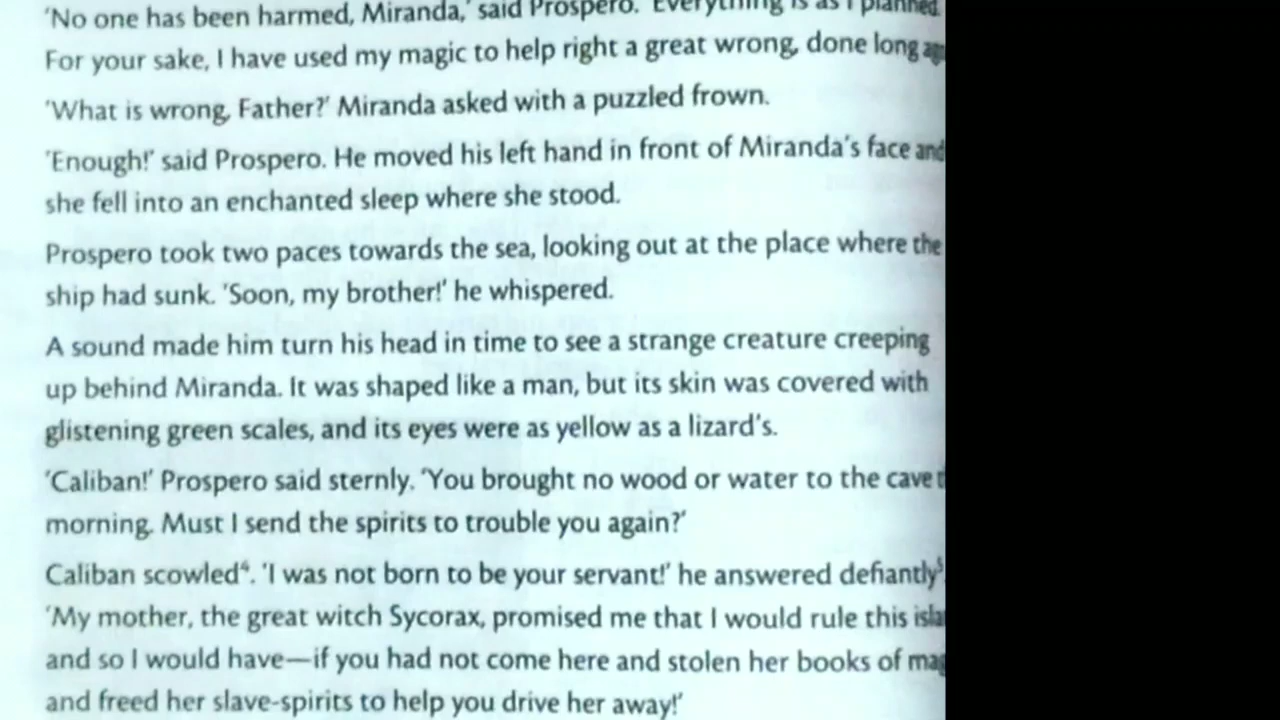 'No one has been harmed, Miranda,' said Prospero. 'Everything is as I planned.
For your sake, I have used my magic to help right a great wrong, done long ago
'What is wrong, Father?' Miranda asked with a puzzled frown.
'Enough!' said Prospero. He moved his left hand in front of Miranda's face and
she fell into an enchanted sleep where she stood.
Prospero took two paces towards the sea, looking out at the place where the
ship had sunk. 'Soon, my brother!' he whispered.
A sound made him turn his head in time to see a strange creature creeping
up behind Miranda. It was shaped like a man, but its skin was covered with
glistening green scales, and its eyes were as yellow as a lizard's.
'Caliban!' Prospero said sternly. 'You brought no wood or water to the cave
morning. Must I send the spirits to trouble you again?'
Caliban scowled⁴. 'I was not born to be your servant!' he answered defiantly⁵.
'My mother, the great witch Sycorax, promised me that I would rule this
and so I would have—if you had not come here and stolen her books of
and freed her slave-spirits to help you drive her away!'